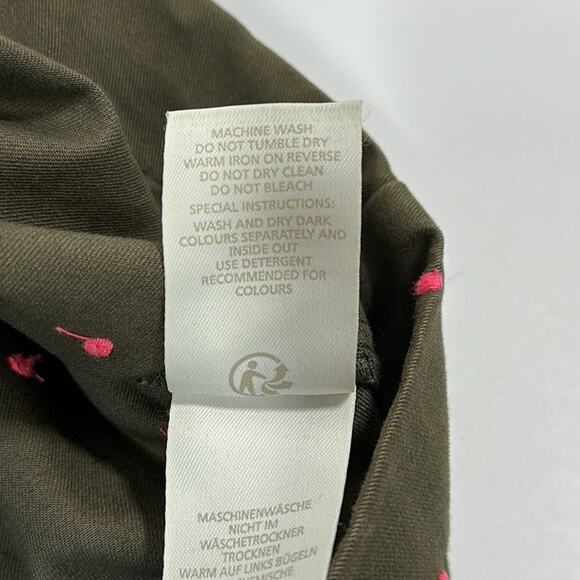 MACHINE WASH
DO NOT TUMBLE DRY
WARM IRON ON REVERSE
DO NOT DRY CLEAN
DO NOT BLEACH
SPECIAL INSTRUCTIONS:
WASH AND DRY DARK
COLOURS SEPARATELY AND
INSIDE OUT
USE DETERGENT
RECOMMENDED FOR
COLOURS
MASCHINENWÄSCHE
NICHT IM
WÄSCHETROCKNER
TROCKNEN
WARM AUF LINKS BÜGELN